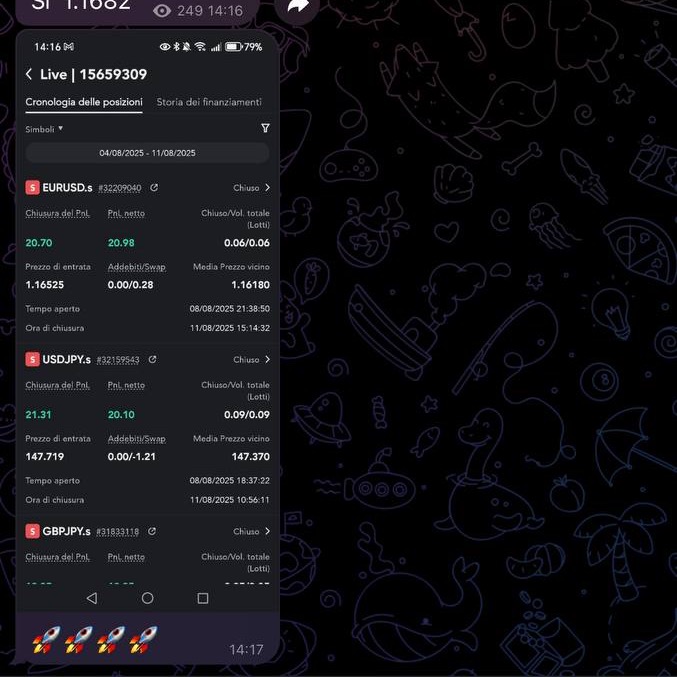 Sl 1.1682 249 14:16
14:16 79%
Live | 15659309
Cronologia delle posizioni Storia dei finanziamenti
Simboli
04/08/2025 - 11/08/2025
S EURUSD.s #32209040 Chiuso
Chiusura del PnL PnL netto Chiuso/Vol. totale
(Lotti)
20.70 20.98 0.06/0.06
Prezzo di entrata Addebiti/Swap Media Prezzo vicino
1.16525 0.00/0.28 1.16180
Tempo aperto 08/08/2025 21:38:50
Ora di chiusura 11/08/2025 15:14:32
S USDJPY.s #32159543 Chiuso
Chiusura del PnL PnL netto Chiuso/Vol. totale
(Lotti)
21.31 20.10 0.09/0.09
Prezzo di entrata Addebiti/Swap Media Prezzo vicino
147.719 0.00/-1.21 147.370
Tempo aperto 08/08/2025 18:37:22
Ora di chiusura 11/08/2025 10:56:11
S GBPJPY.s #31833118 Chiuso
Chiusura del PnL PnL netto Chiuso/Vol. totale
(Lotti)
14:17